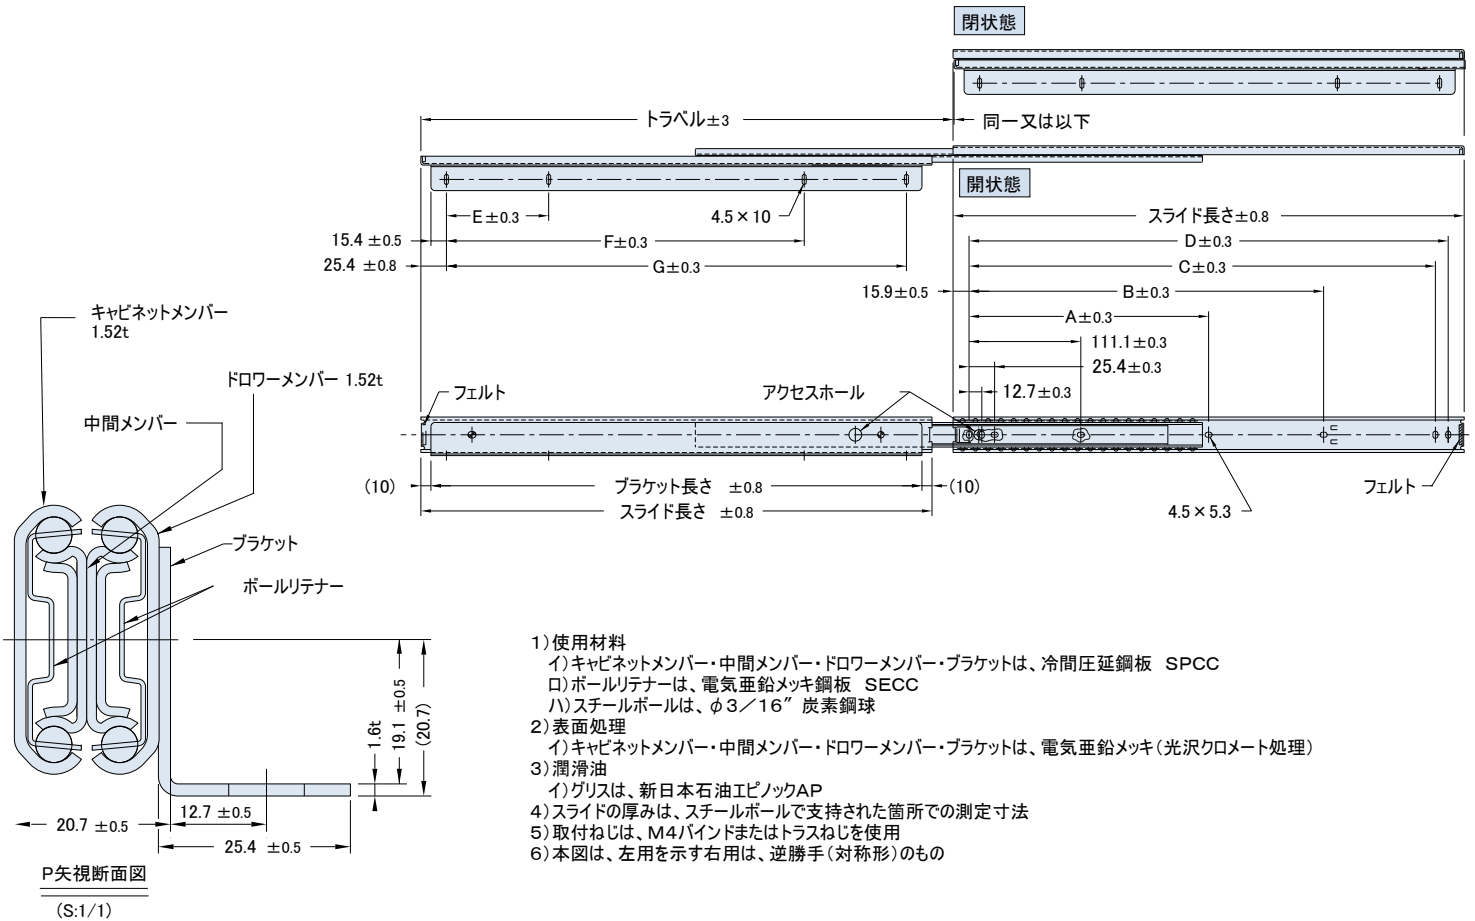 閉状態
トラベル±3
同一又は以下
開状態
E±0.3
4.5×10
スライド長さ±0.8
15.4 ±0.5
F±0.3
D±0.3
25.4 ±0.8
G±0.3
C±0.3
15.9±0.5
B±0.3
A±0.3
111.1±0.3
25.4±0.3
12.7±0.3
キャビネットメンバー
1.52t
ドロワーメンバー 1.52t
フェルト
アクセスホール
中間メンバー
(10)
ブラケット長さ ±0.8
(10)
スライド長さ ±0.8
フェルト
4.5×5.3
ブラケット
ボールリテナー
1.6t
19.1 ±0.5
(20.7)
12.7 ±0.5
20.7 ±0.5
25.4 ±0.5
P矢視断面図
(S:1/1)
1)使用材料
イ)キャビネットメンバー・中間メンバー・ドロワーメンバー・ブラケットは、冷間圧延鋼板 SPCC
ロ)ボールリテナーは、電気亜鉛メッキ鋼板 SECC
ハ)スチールボールは、φ3/16″ 炭素鋼球
2)表面処理
イ)キャビネットメンバー・中間メンバー・ドロワーメンバー・ブラケットは、電気亜鉛メッキ(光沢クロメート処理)
3)潤滑油
イ)グリスは、新日本石油エピノックAP
4)スライドの厚みは、スチールボールで支持された箇所での測定寸法
5)取付ねじは、M4バインドまたはトラスねじを使用
6)本図は、左用を示す右用は、逆勝手(対称形)のもの